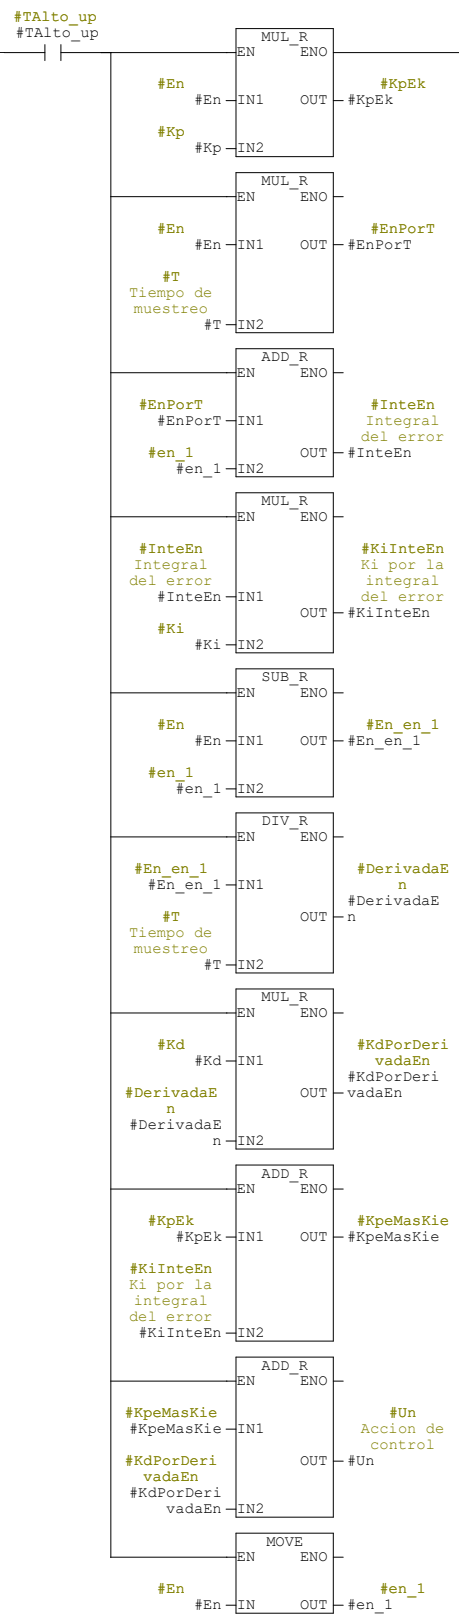 #TAlto_up
#TAlto_up
MUL_R
EN ENO
#En
#En IN1
OUT
#KpEk
#KpEk
#Kp
#Kp IN2
MUL_R
EN ENO
#En
#En IN1
OUT
#EnPorT
#EnPorT
#T
Tiempo de
muestreo
#T IN2
ADD_R
EN ENO
#EnPorT
#EnPorT IN1
#en_1
#en_1 IN2
#InteEn
Integral
del error
OUT #InteEn
MUL_R
EN ENO
#InteEn
Integral
del error
#InteEn IN1
#Ki
#Ki IN2
#KiInteEn
Ki por la
integral
del error
OUT #KiInteEn
SUB_R
EN ENO
#En
#En IN1
#En_en_1
OUT #En_en_1
#en_1
#en_1 IN2
DIV_R
EN ENO
#En_en_1
#En_en_1 IN1
#T
Tiempo de
muestreo
#T IN2
#DerivadaE
n
#DerivadaE
OUT n
MUL_R
EN ENO
#Kd
#Kd IN1
#DerivadaE
n
#DerivadaE
n IN2
#KdPorDeri
vadaEn
#KdPorDeri
OUT vadaEn
ADD_R
EN ENO
#KpEk
#KpEk IN1
#KpeMasKie
OUT #KpeMasKie
#KiInteEn
Ki por la
integral
del error
#KiInteEn IN2
ADD_R
EN ENO
#KpeMasKie
#KpeMasKie IN1
#KdPorDeri
vadaEn
#KdPorDeri
vadaEn IN2
#Un
Accion de
control
OUT #Un
MOVE
EN ENO
#En
#En IN
#en_1
OUT #en_1